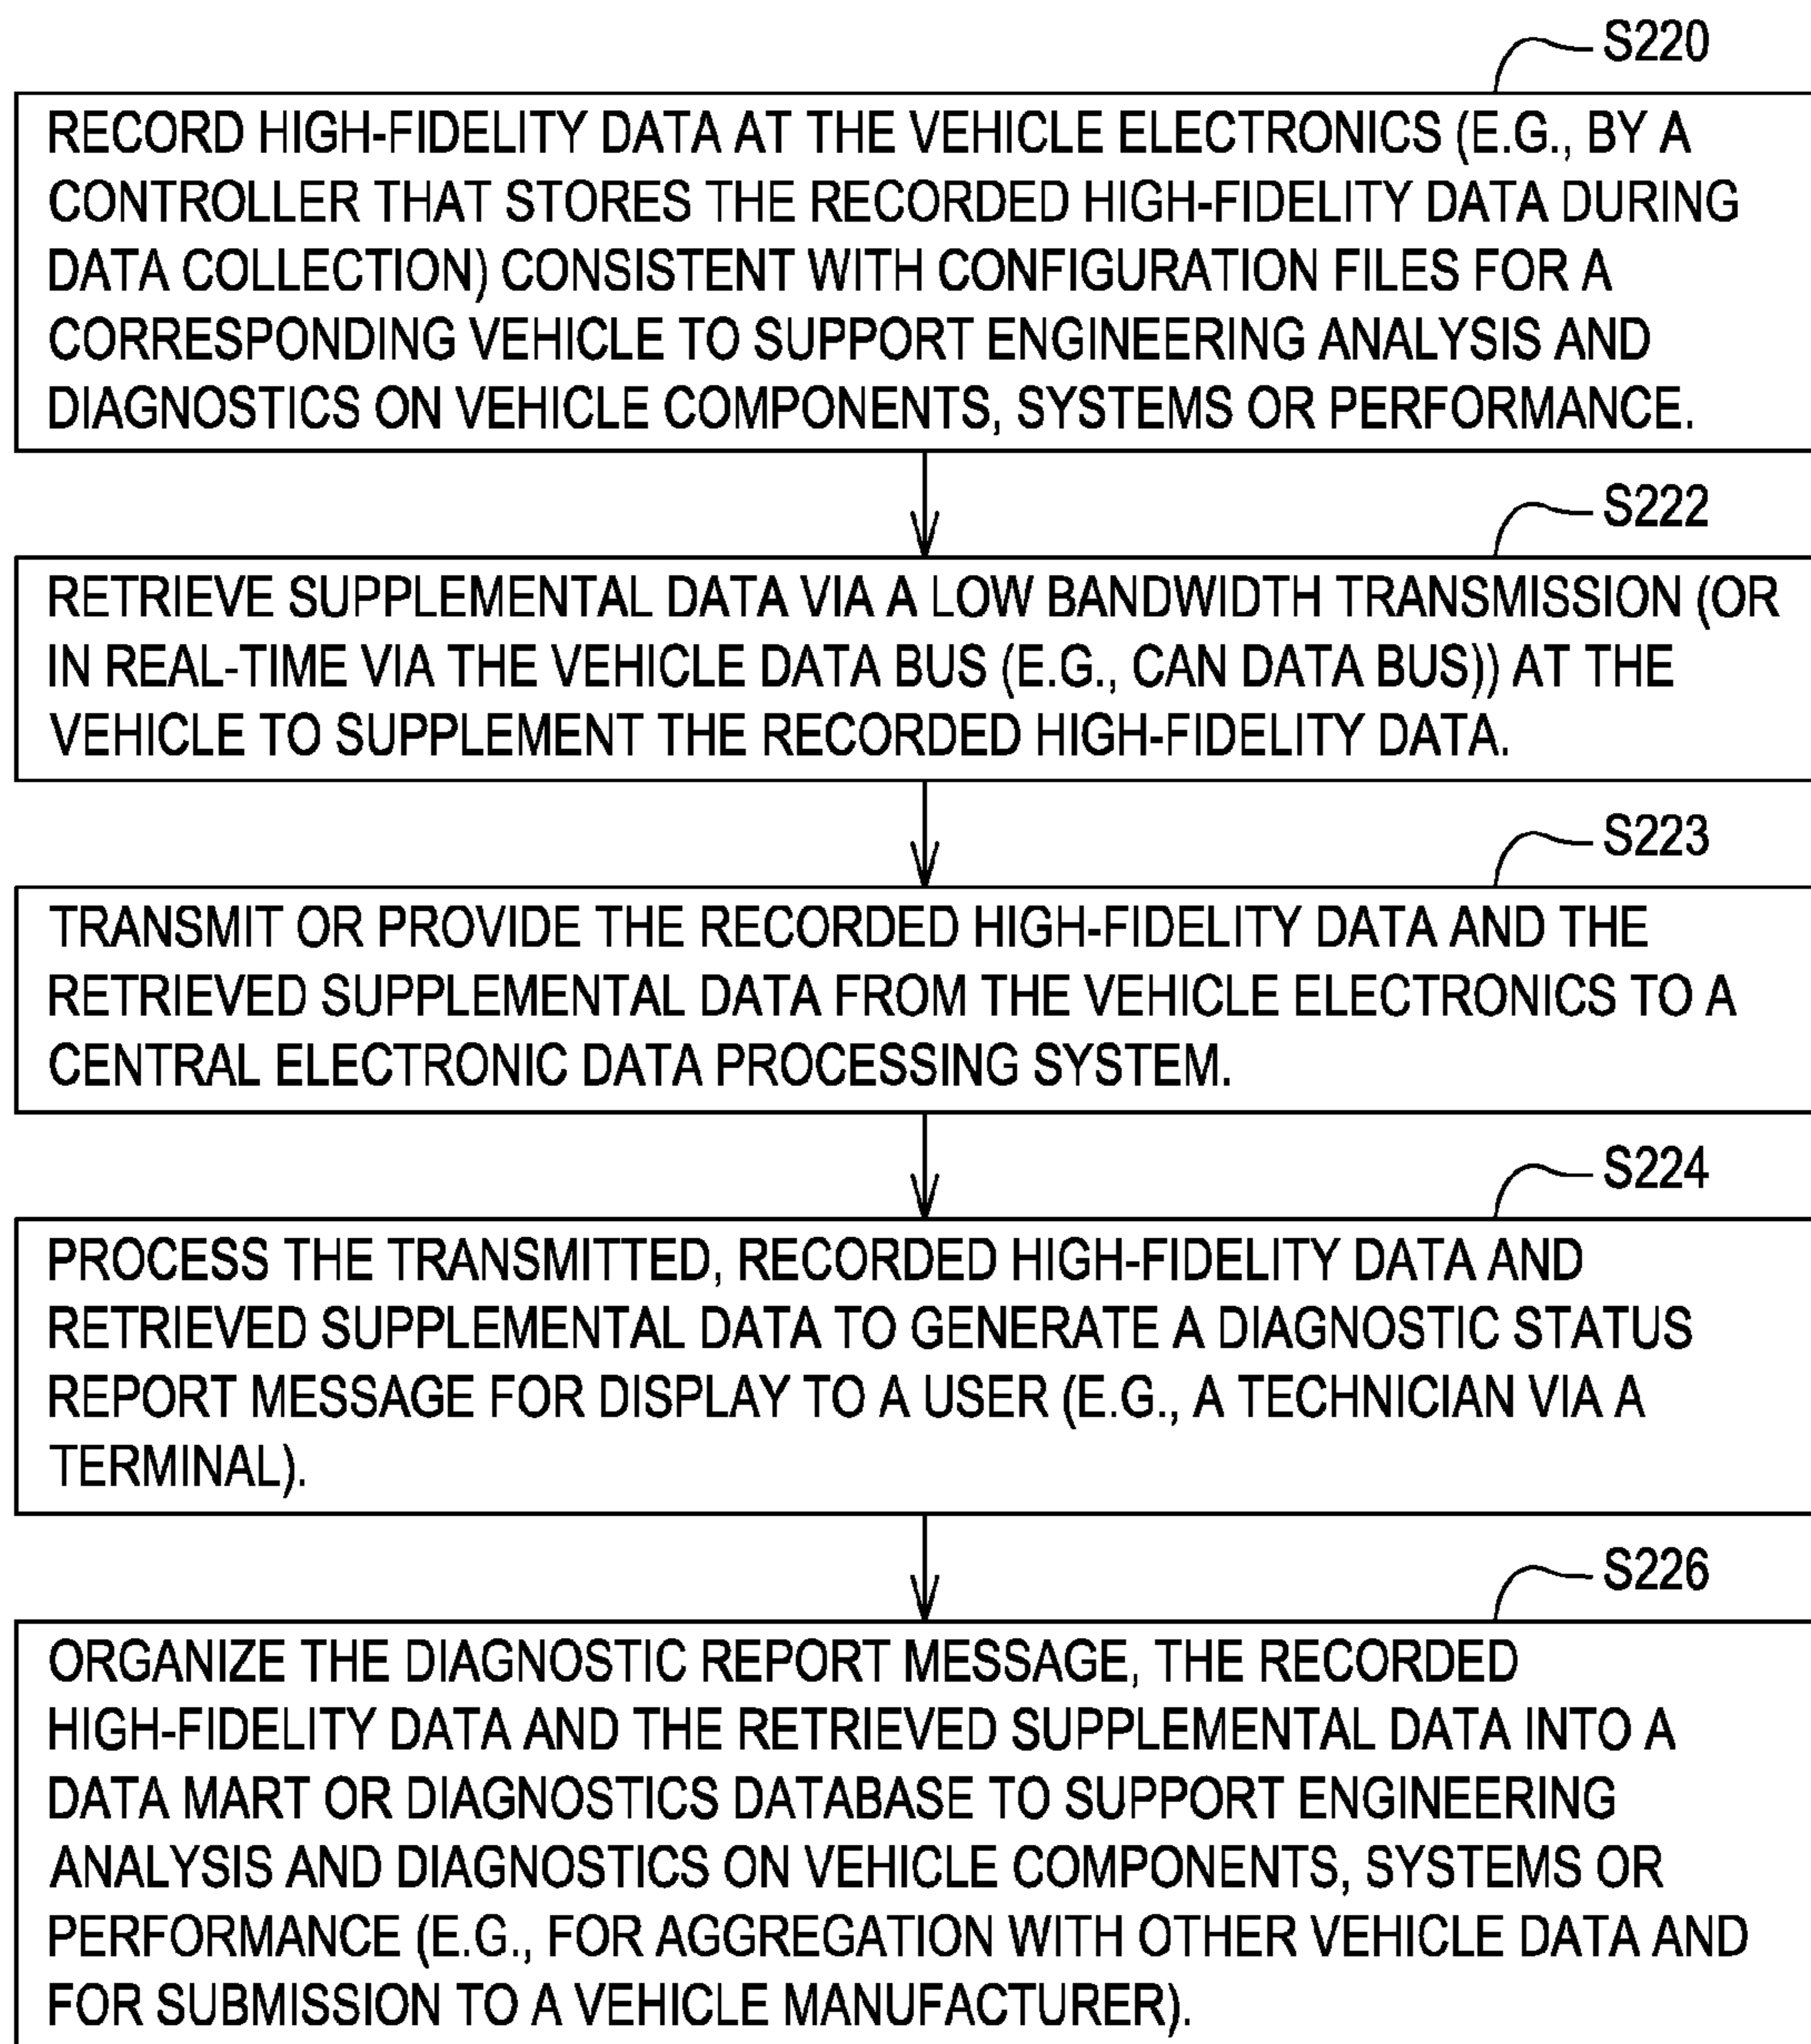 S220
RECORD HIGH-FIDELITY DATA AT THE VEHICLE ELECTRONICS (E.G., BY A
CONTROLLER THAT STORES THE RECORDED HIGH-FIDELITY DATA DURING
DATA COLLECTION) CONSISTENT WITH CONFIGURATION FILES FOR A
CORRESPONDING VEHICLE TO SUPPORT ENGINEERING ANALYSIS AND
DIAGNOSTICS ON VEHICLE COMPONENTS, SYSTEMS OR PERFORMANCE.
S222
RETRIEVE SUPPLEMENTAL DATA VIA A LOW BANDWIDTH TRANSMISSION (OR
IN REAL-TIME VIA THE VEHICLE DATA BUS (E.G., CAN DATA BUS)) AT THE
VEHICLE TO SUPPLEMENT THE RECORDED HIGH-FIDELITY DATA.
S223
TRANSMIT OR PROVIDE THE RECORDED HIGH-FIDELITY DATA AND THE
RETRIEVED SUPPLEMENTAL DATA FROM THE VEHICLE ELECTRONICS TO A
CENTRAL ELECTRONIC DATA PROCESSING SYSTEM.
S224
PROCESS THE TRANSMITTED, RECORDED HIGH-FIDELITY DATA AND
RETRIEVED SUPPLEMENTAL DATA TO GENERATE A DIAGNOSTIC STATUS
REPORT MESSAGE FOR DISPLAY TO A USER (E.G., A TECHNICIAN VIA A
TERMINAL).
S226
ORGANIZE THE DIAGNOSTIC REPORT MESSAGE, THE RECORDED
HIGH-FIDELITY DATA AND THE RETRIEVED SUPPLEMENTAL DATA INTO A
DATA MART OR DIAGNOSTICS DATABASE TO SUPPORT ENGINEERING
ANALYSIS AND DIAGNOSTICS ON VEHICLE COMPONENTS, SYSTEMS OR
PERFORMANCE (E.G., FOR AGGREGATION WITH OTHER VEHICLE DATA AND
FOR SUBMISSION TO A VEHICLE MANUFACTURER).